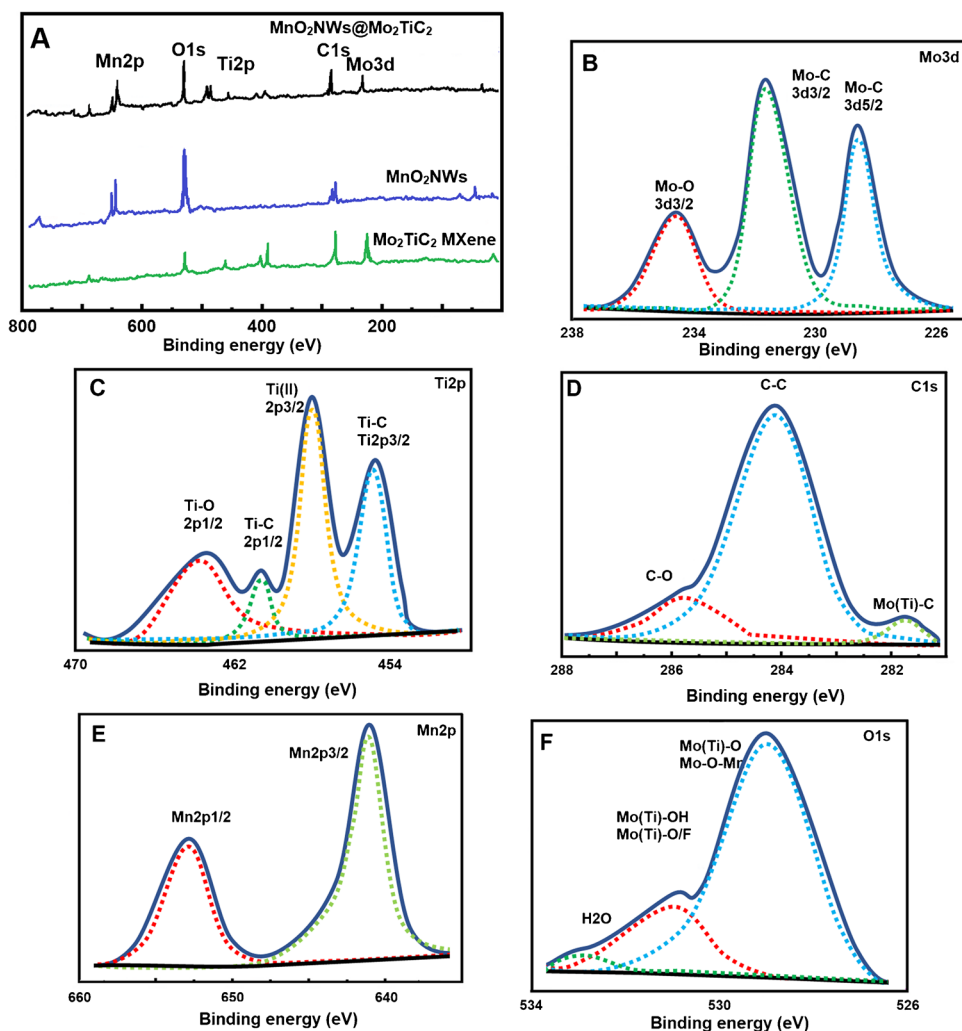 A
MnO₂NWs@Mo₂TiC₂
Mn2p
O1s
Ti2p
C1s
Mo3d
MnO₂NWs
Mo₂TiC₂ MXene
800 600 400 200
Binding energy (eV)
B
Mo3d
Mo-C
3d3/2
Mo-C
3d5/2
Mo-O
3d3/2
238 234 230 226
Binding energy (eV)
C
Ti2p
Ti(II)
2p3/2
Ti-C
Ti2p3/2
Ti-O
2p1/2
Ti-C
2p1/2
470 462 454
Binding energy (eV)
D
C-C
C1s
C-O
Mo(Ti)-C
288 286 284 282
Binding energy (eV)
E
Mn2p
Mn2p3/2
Mn2p1/2
660 650 640
Binding energy (eV)
F
O1s
Mo(Ti)-O
Mo-O-Mn
Mo(Ti)-OH
Mo(Ti)-O/F
H2O
534 530 526
Binding energy (eV)